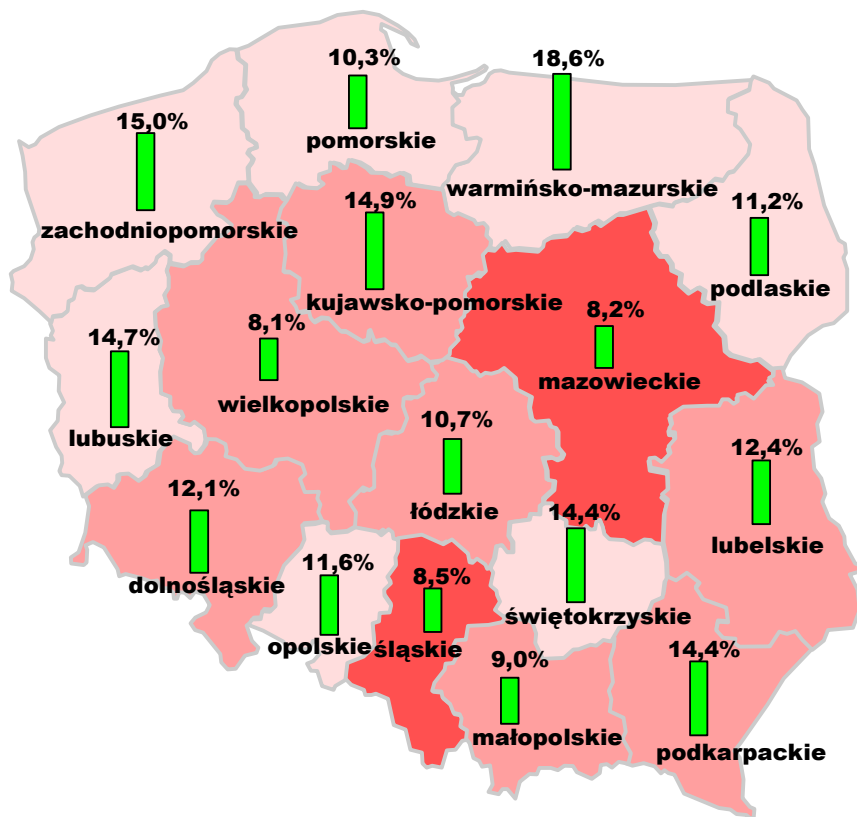 10,3%
pomorskie
18,6%
warmińsko-mazurskie
15,0%
zachodniopomorskie
14,9%
kujawsko-pomorskie
11,2%
podlaskie
8,1%
wielkopolskie
8,2%
mazowieckie
14,7%
lubuskie
10,7%
łódzkie
12,4%
lubelskie
12,1%
dolnośląskie
14,4%
świętokrzyskie
11,6%
opolskie
8,5%
śląskie
9,0%
małopolskie
14,4%
podkarpackie